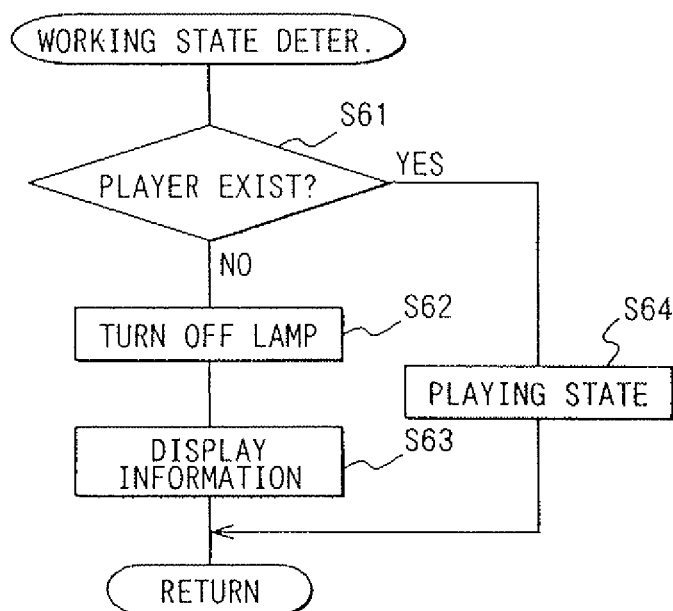 WORKING STATE DETER.
S61
PLAYER EXIST?
YES
NO
S62
TURN OFF LAMP
S64
PLAYING STATE
S63
DISPLAY
INFORMATION
RETURN